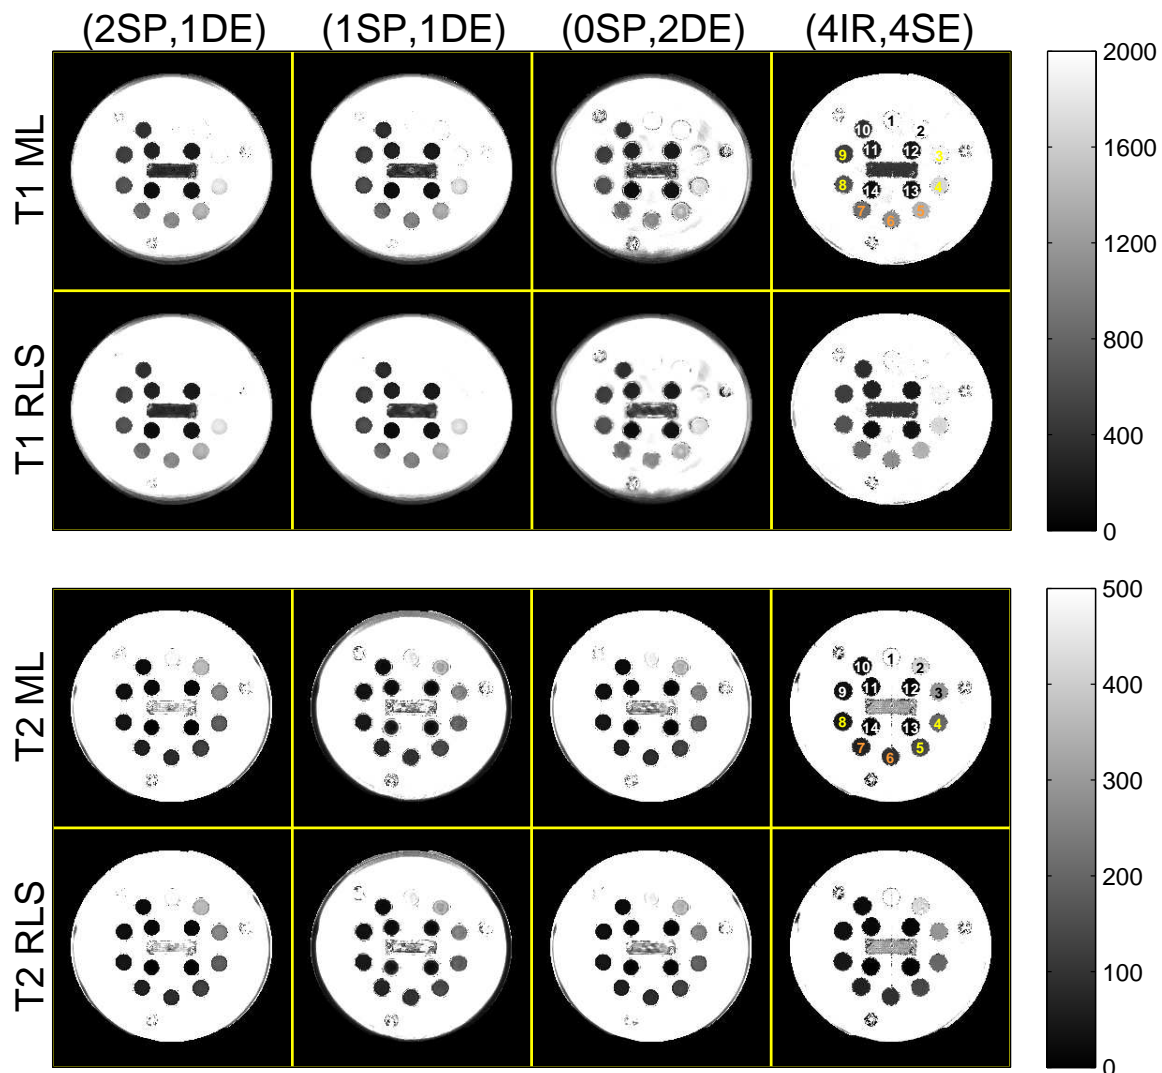 (2SP,1DE) (1SP,1DE) (0SP,2DE) (4IR,4SE)
T1 ML
1
10 2
9 11 12 3
8 14 13 4
7 6 5
T1 RLS
2000
1600
1200
800
400
0
T2 ML
1
10 2
9 11 12 3
8 14 13 4
7 6 5
T2 RLS
500
400
300
200
100
0